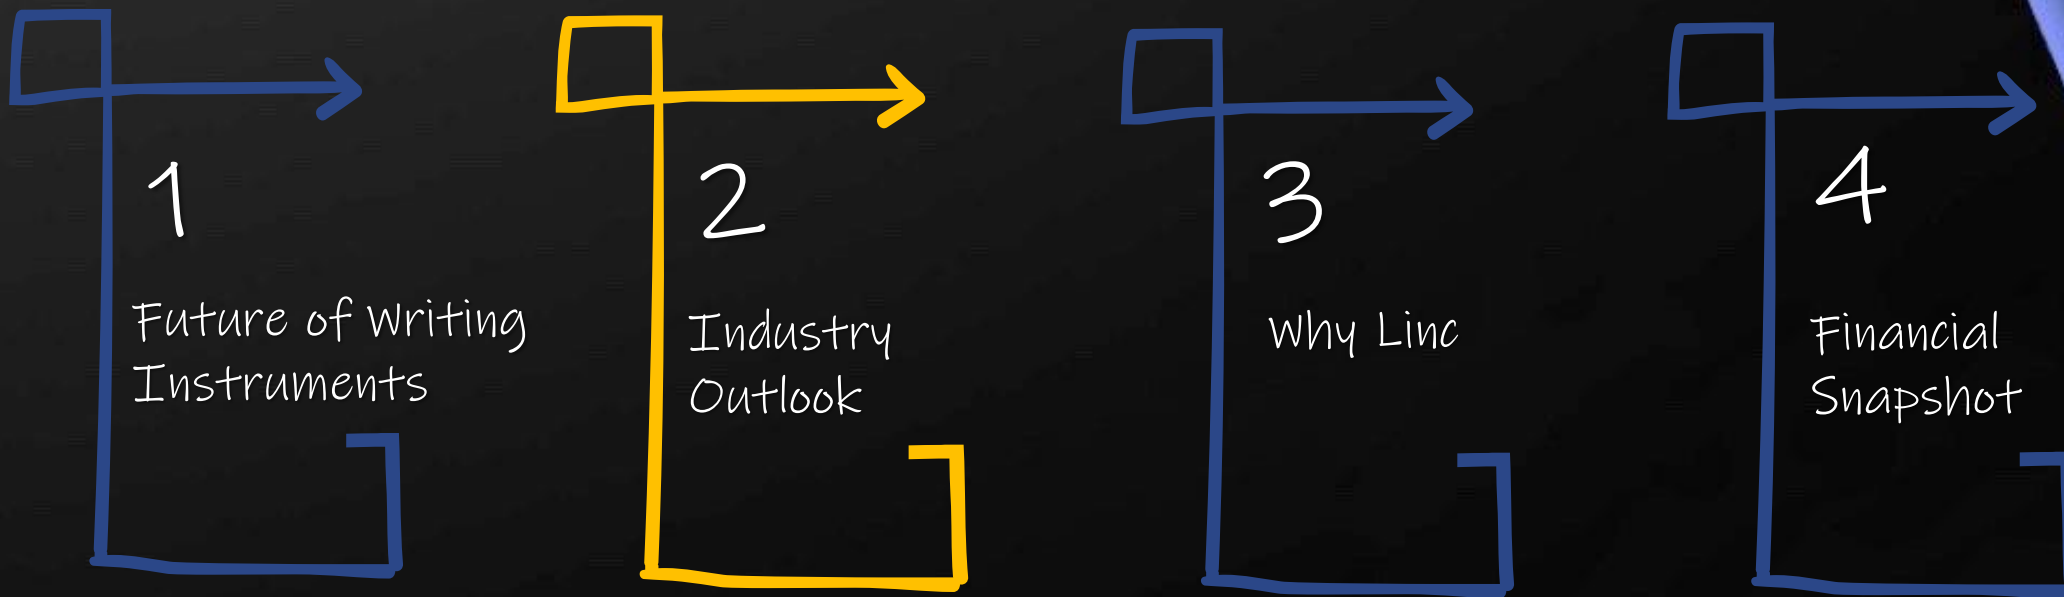 1
Future of Writing
Instruments
2
Industry
Outlook
3
Why Linc
4
Financial
Snapshot